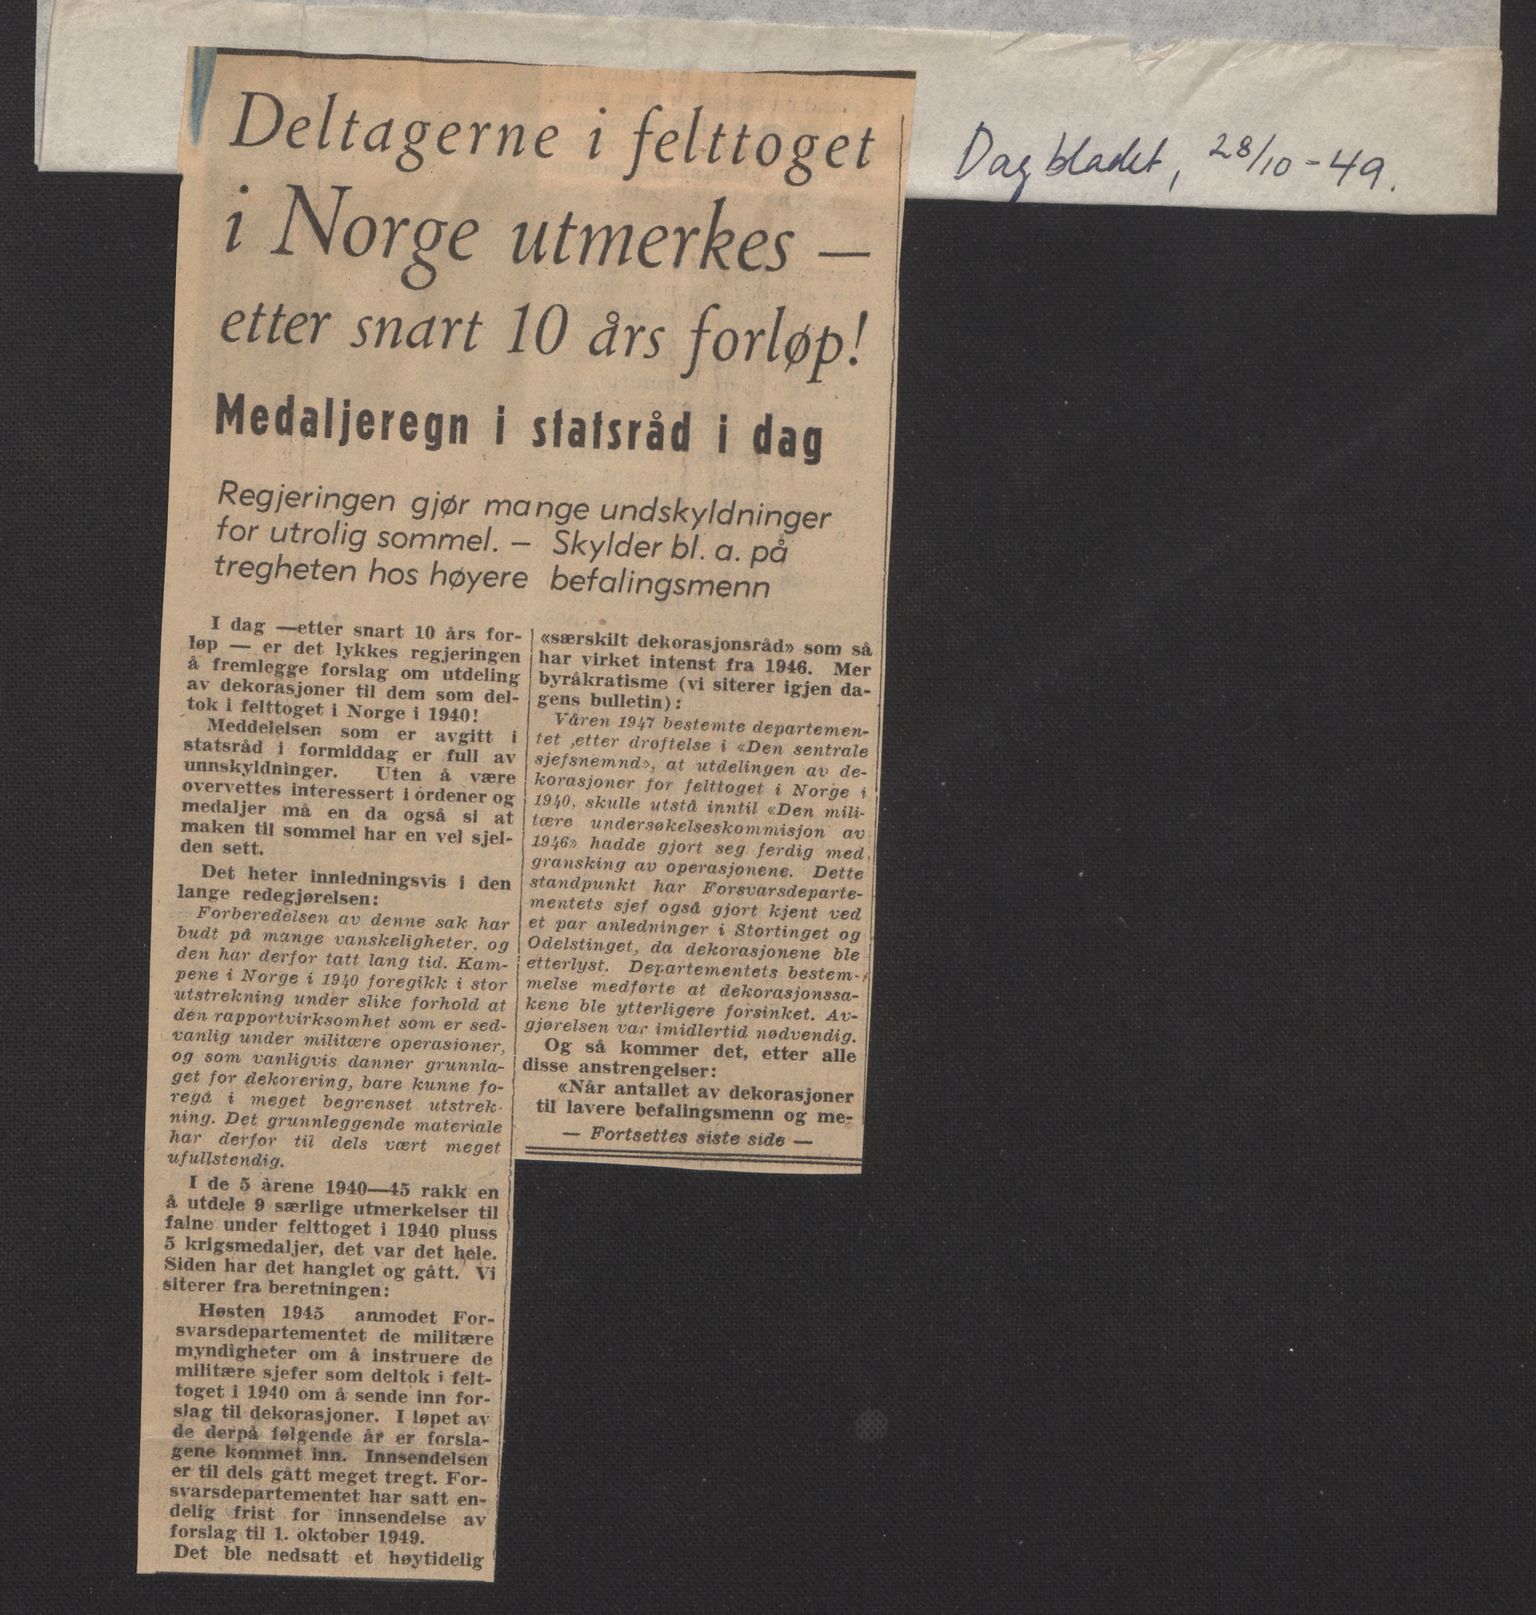 Dagbladet, 28/10-49.
Deltagerne i felttoget
i Norge utmerkes —
etter snart 10 års forløp!
Medaljeregn i statsråd i dag
Regjeringen gjør mange undskyldninger
for utrolig sommel. — Skylder bl. a. på
tregheten hos høyere befalingsmenn
I dag —etter snart 10 års for-
løp — er det lykkes regjeringen
å fremlegge forslag om utdeling
av dekorasjoner til dem som del-
tok i felttoget i Norge i 1940!
Meddelelsen som er avgitt i
statsråd i formiddag er full av
unnskyldninger. Uten å være
overvettes interessert i ordener og
medaljer må en da også si at
maken til sommel har en vel sjel-
den sett.
Det heter innledningsvis i den
lange redegjørelsen:
Forberedelsen av denne sak har
budt på mange vanskeligheter, og
den har derfor tatt lang tid. Kam-
pene i Norge i 1940 foregikk i stor
utstrekning under slike forhold at
den rapportvirksomhet som er sed-
vanlig under militære operasjoner,
og som vanligvis danner grunnla-
get for dekorering, bare kunne fo-
regå i meget begrenset utstrek-
ning. Det grunnleggende materiale
har derfor til dels vært meget
ufullstendig.
I de 5 årene 1940—45 rakk en
å utdele 9 særlige utmerkelser til
falne under felttoget i 1940 pluss
5 krigsmedaljer, det var det hele.
Siden har det hanglet og gått. Vi
siterer fra beretningen:
Høsten 1945 anmodet For-
svarsdepartementet de militære
myndigheter om å instruere de
militære sjefer som deltok i felt-
toget i 1940 om å sende inn for-
slag til dekorasjoner. I løpet av
de derpå følgende år er forsla-
gene kommet inn. Innsendelsen
er til dels gått meget tregt. For-
svarsdepartementet har satt en-
delig frist for innsendelse av
forslag til 1. oktober 1949.
Det ble nedsatt et høytidelig
«særskilt dekorasjonsråd» som så
har virket intenst fra 1946. Mer
byråkratisme (vi siterer igjen da-
gens bulletin):
Våren 1947 bestemte departemen-
tet ,etter drøftelse i «Den sentrale
sjefsnemnd», at utdelingen av de-
korasjoner for felttoget i Norge i
1940, skulle utstå inntil «Den mili-
tære undersøkelseskommisjon av
1946» hadde gjort seg ferdig med
gransking av operasjonene. Dette
standpunkt har Forsvarsdeparte-
mentets sjef også gjort kjent ved
et par anledninger i Stortinget og
Odelstinget, da dekorasjonene ble
etterlyst. Departementets bestem-
melse medførte at dekorasjonssa-
kene ble ytterligere forsinket. Av-
gjørelsen var imidlertid nødvendig.
Og så kommer det, etter alle
disse anstrengelser:
«Når antallet av dekorasjoner
til lavere befalingsmenn og me-
— Fortsettes siste side —